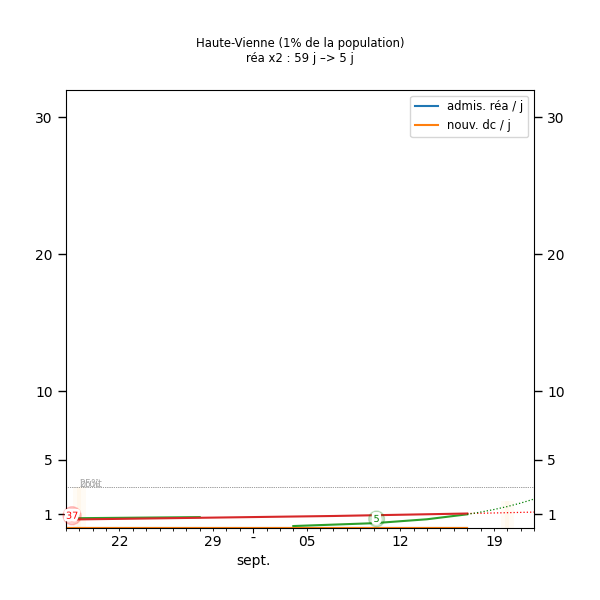 Haute-Vienne (1% de la population)
réa x2 : 59 j –> 5 j
admis. réa / j
nouv. dc / j
30 30
20 20
10 10
5 5
37
5
1 1
22 29 - 05 12 19
sept.